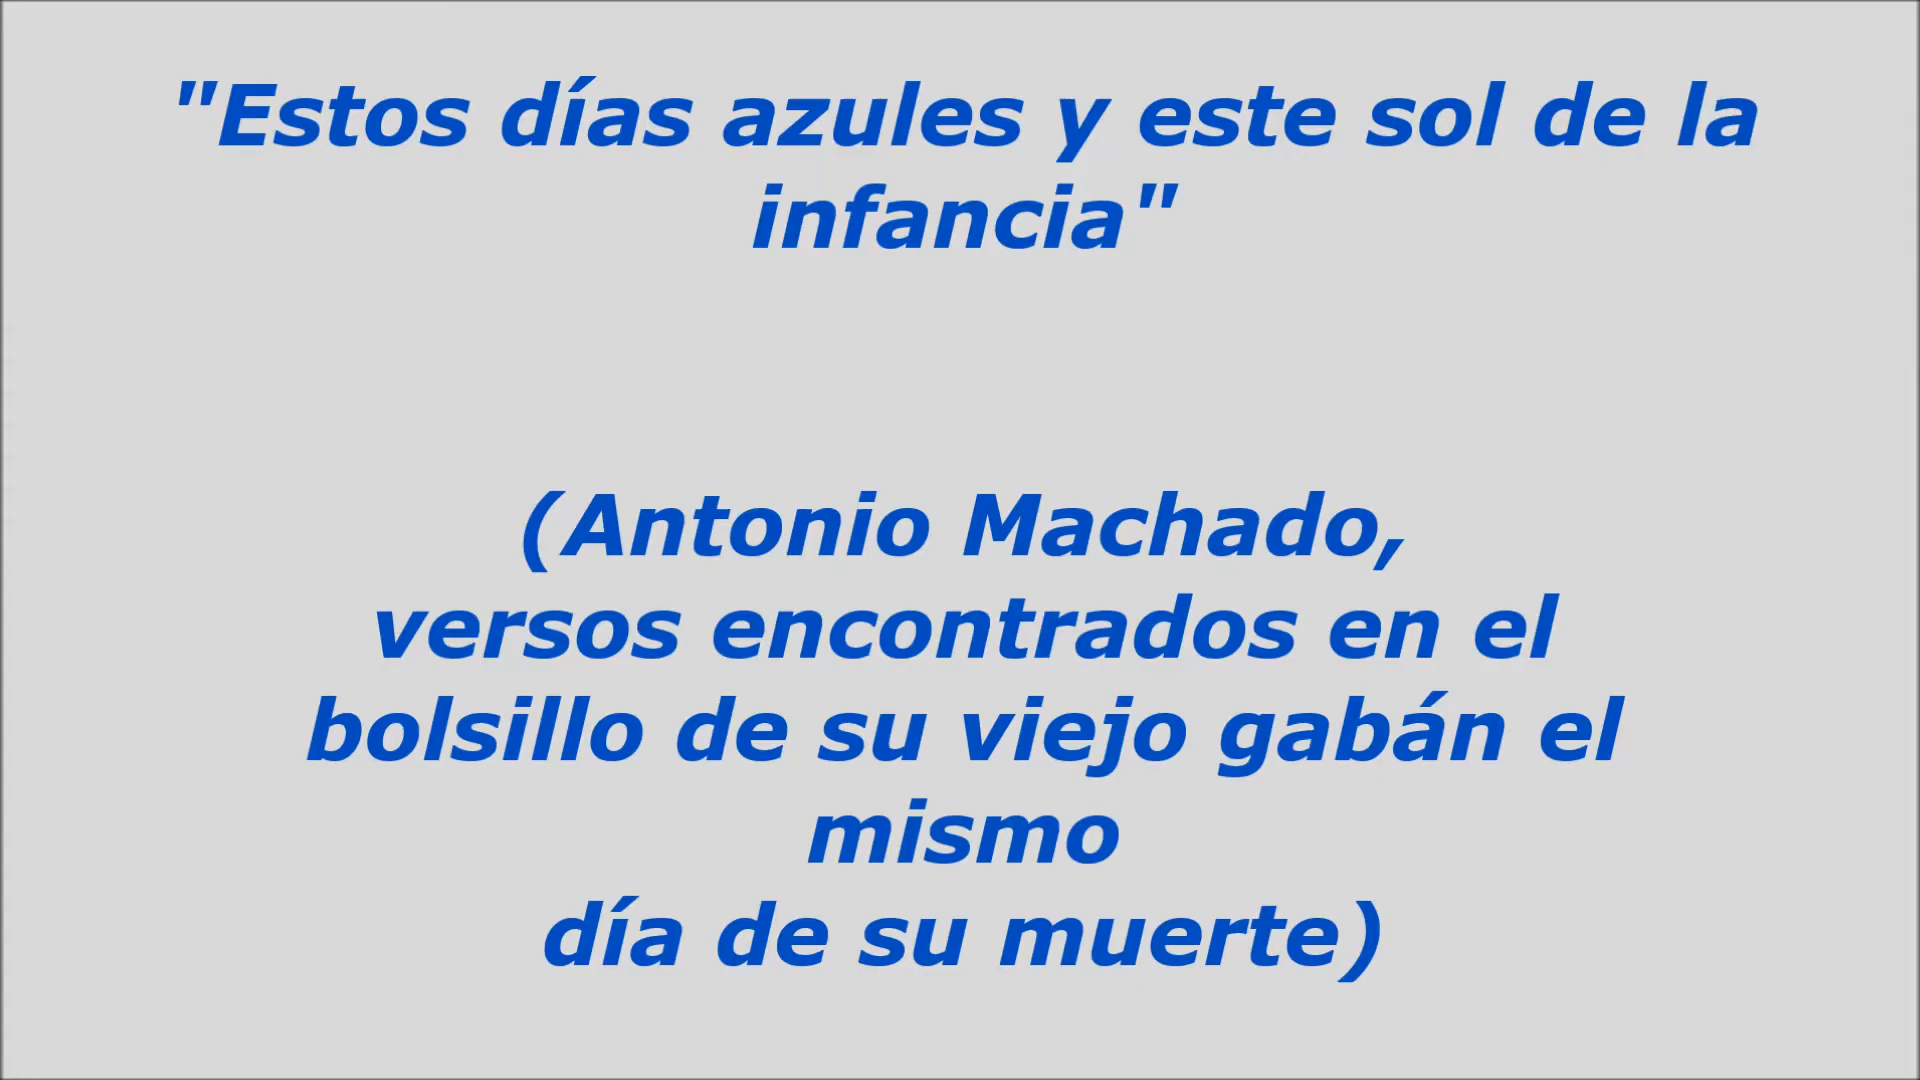 "Estos días azules y este sol de la
infancia"
(Antonio Machado,
versos encontrados en el
bolsillo de su viejo gabán el
mismo
día de su muerte)